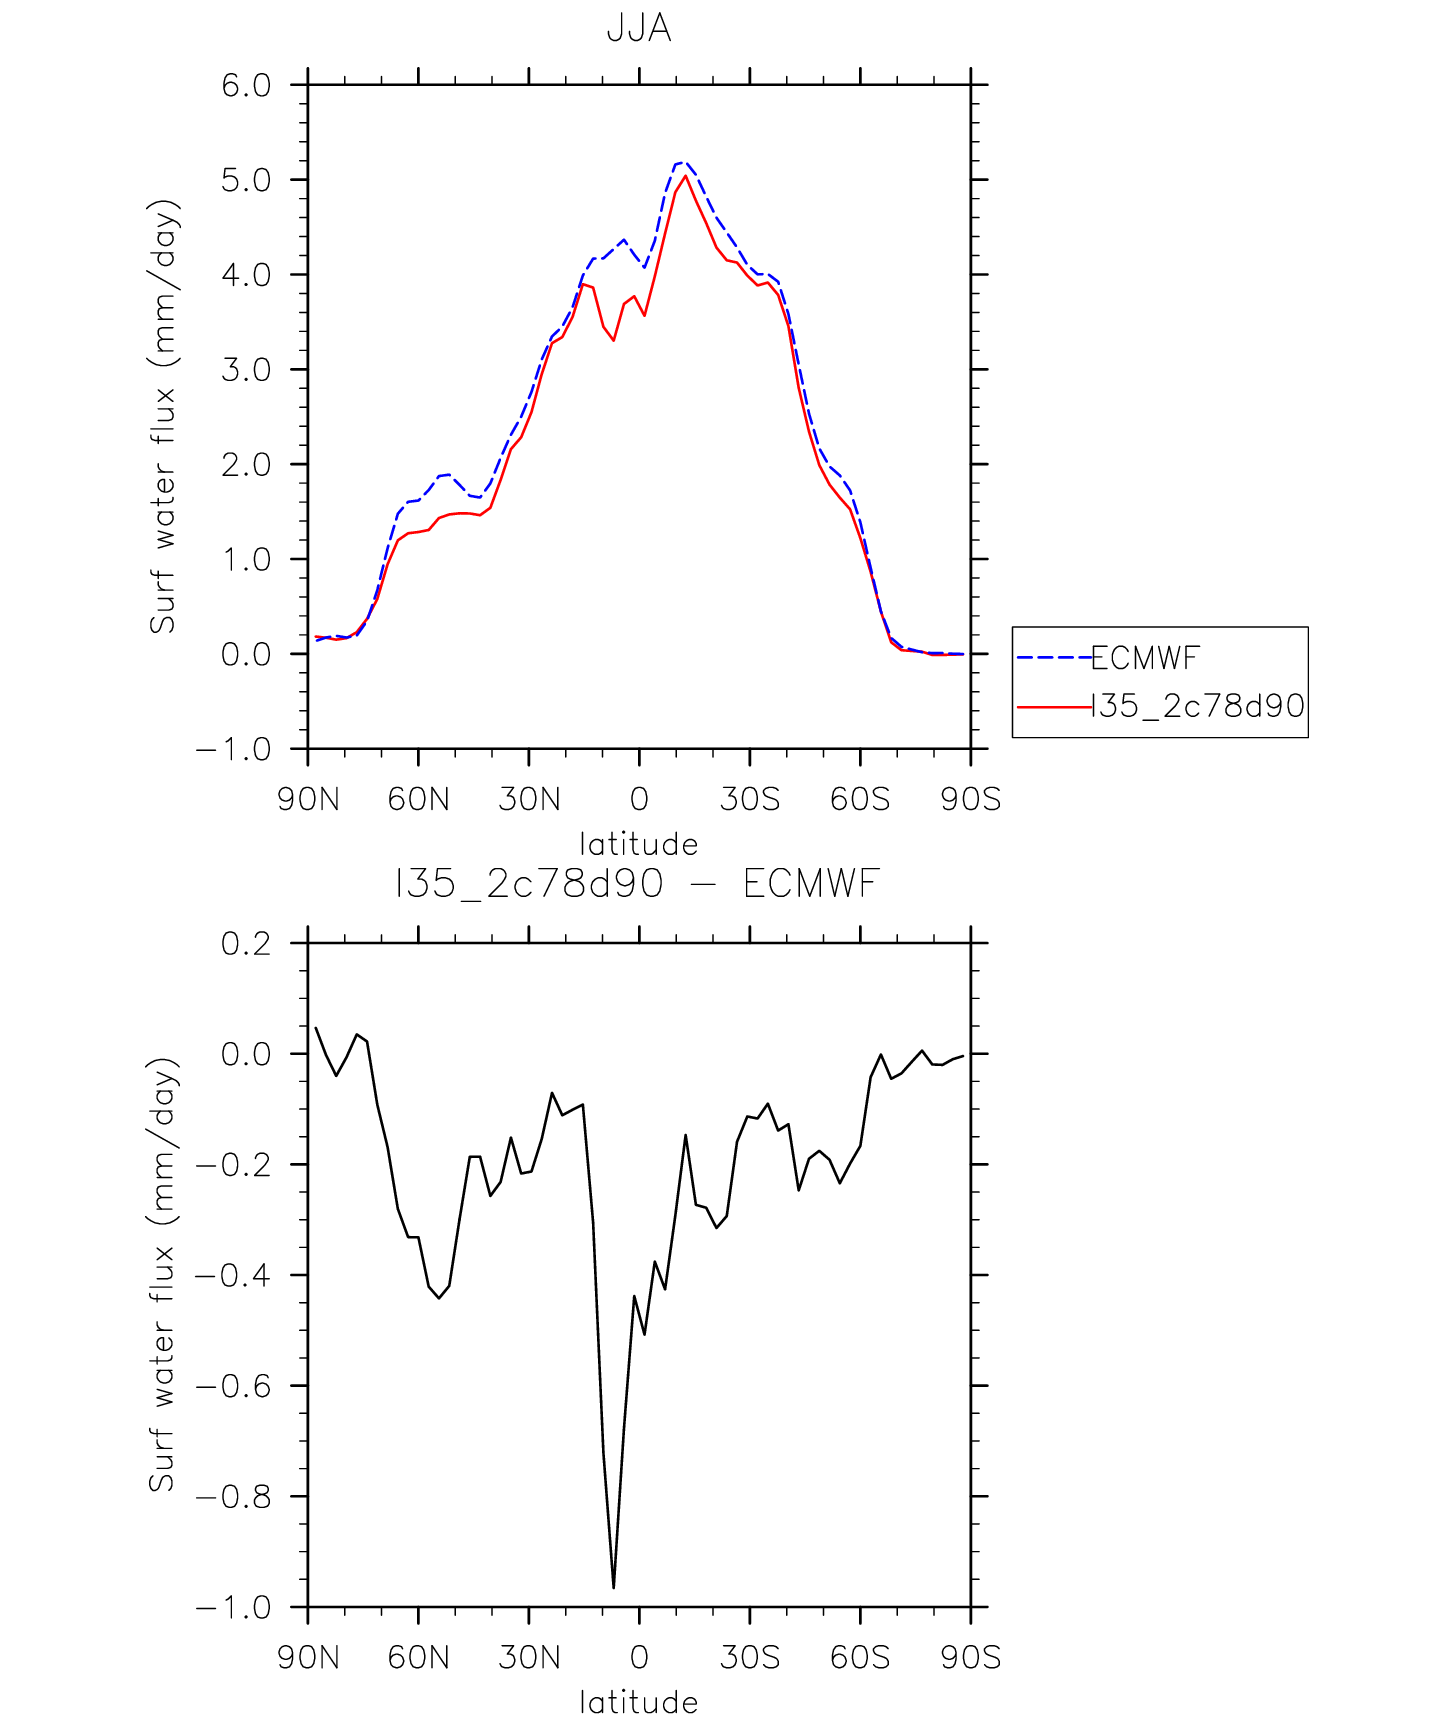 JJA
6.0
5.0
4.0
3.0
2.0
1.0
0.0
−1.0
Surf water flux (mm/day)
90N 60N 30N 0 30S 60S 90S
latitude
ECMWF
I35_2c78d90
I35_2c78d90 − ECMWF
0.2
0.0
−0.2
−0.4
−0.6
−0.8
−1.0
Surf water flux (mm/day)
90N 60N 30N 0 30S 60S 90S
latitude